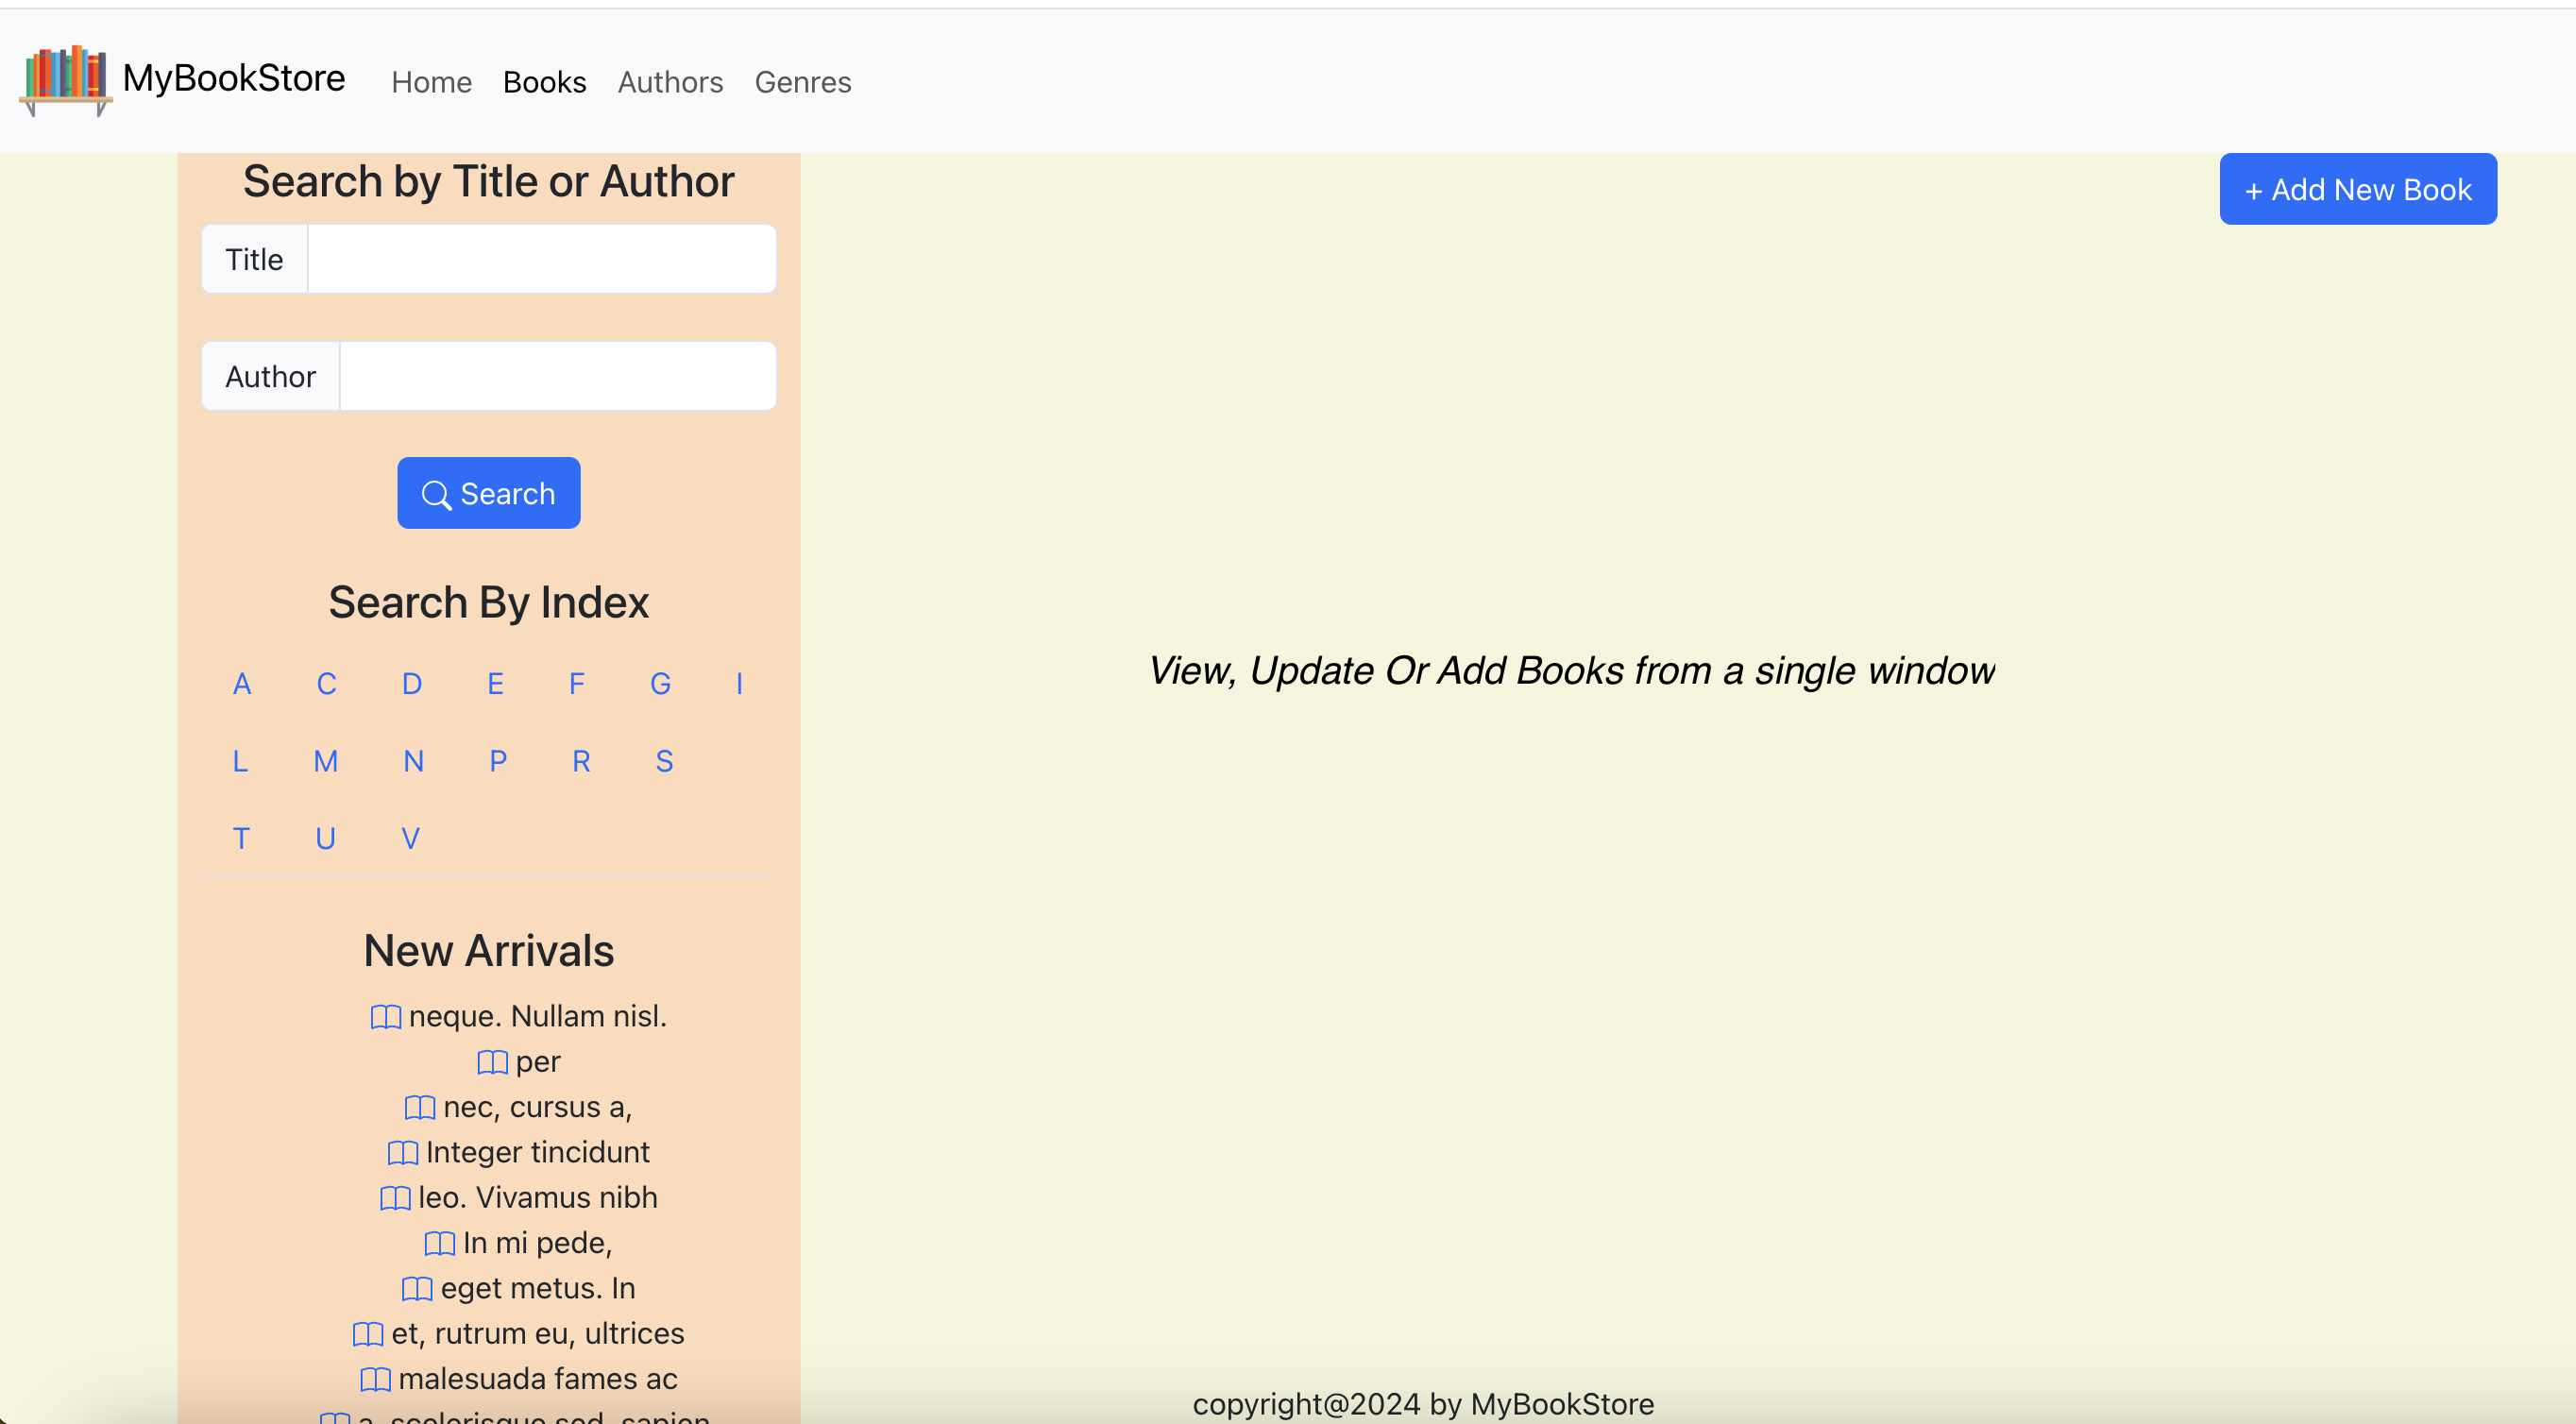 MyBookStore Home Books Authors Genres
Search by Title or Author
+ Add New Book
Title
Author
Search
Search By Index
A C D E F G I
L M N P R S
T U V
View, Update Or Add Books from a single window
New Arrivals
neque. Nullam nisl.
per
nec, cursus a,
Integer tincidunt
leo. Vivamus nibh
In mi pede,
eget metus. In
et, rutrum eu, ultrices
malesuada fames ac
a, scelerisque sed, sapien
copyright@2024 by MyBookStore